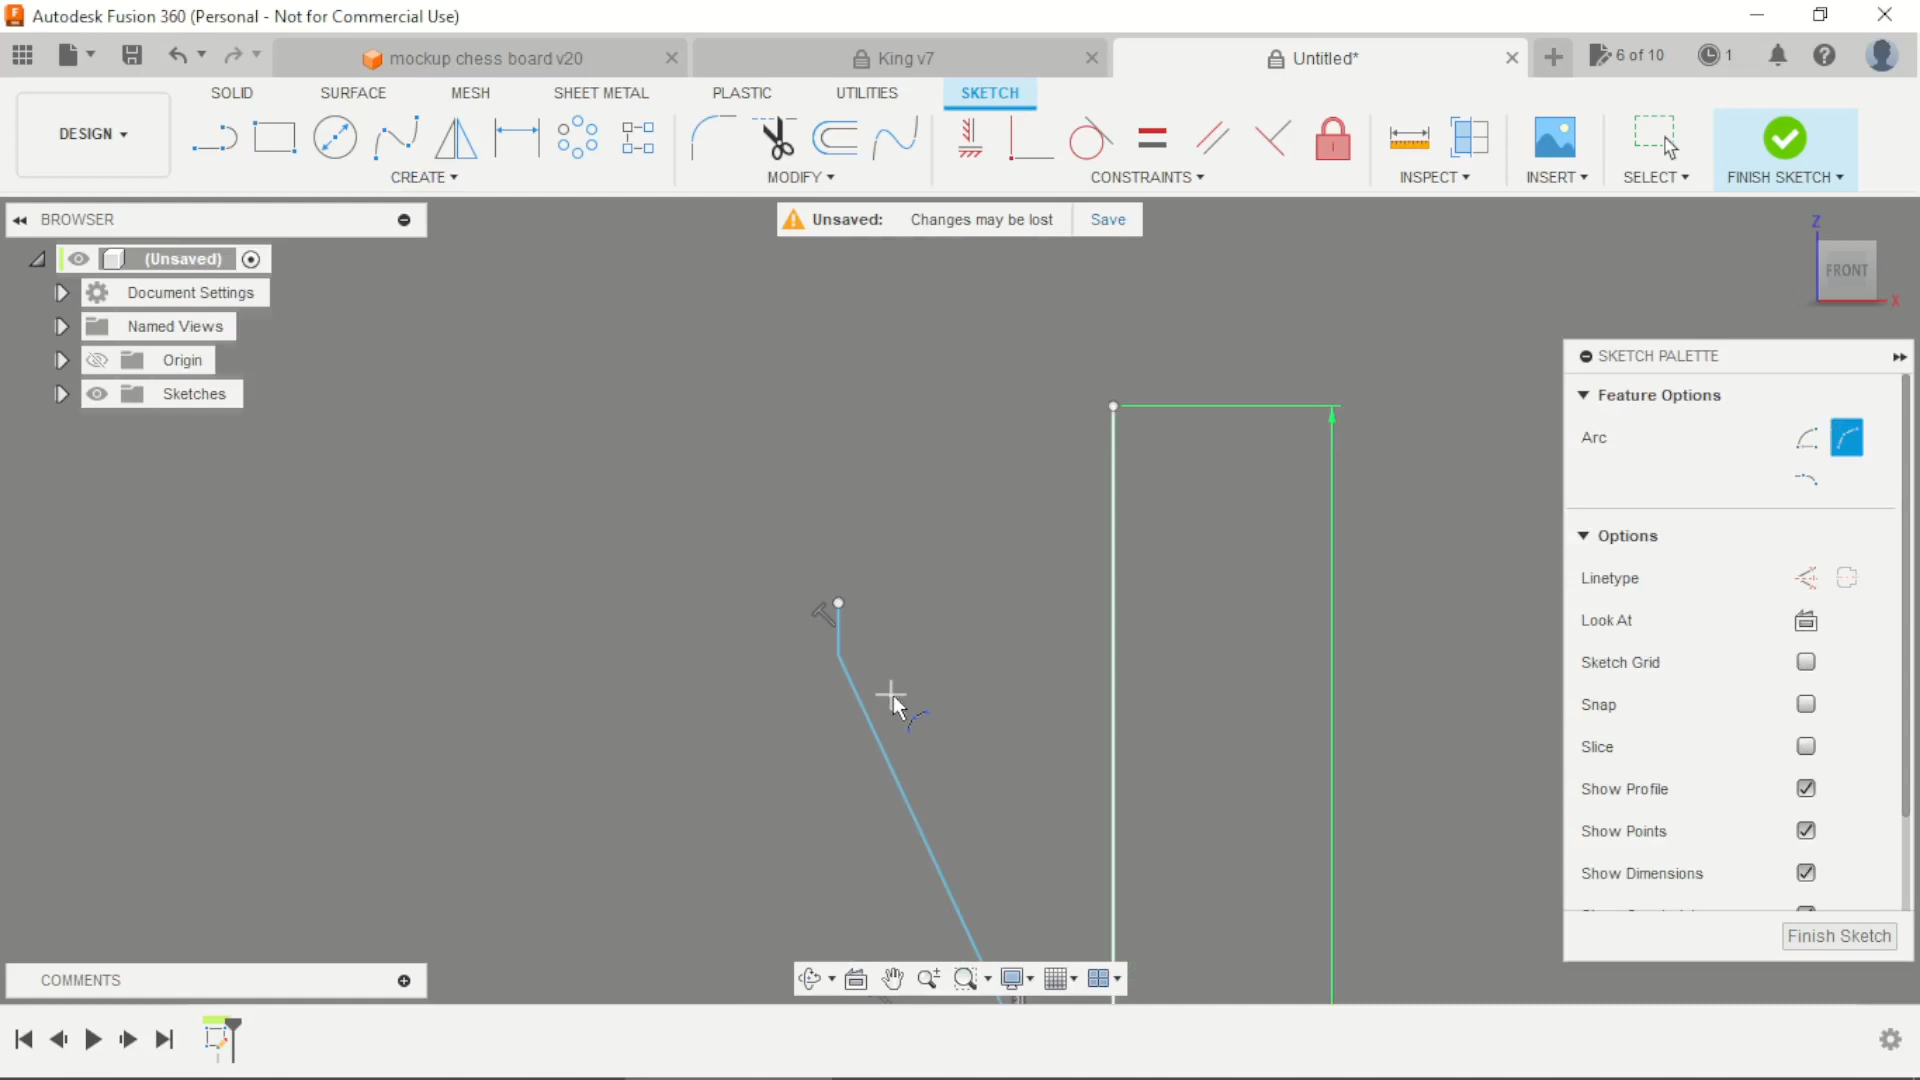 Autodesk Fusion 360 (Personal - Not for Commercial Use)
mockup chess board v20
King v7
Untitled*
6 of 10
1
SOLID
SURFACE
MESH
SHEET METAL
PLASTIC
UTILITIES
SKETCH
DESIGN
CREATE
MODIFY
CONSTRAINTS
INSPECT
INSERT
SELECT
FINISH SKETCH
BROWSER
Unsaved: Changes may be lost
Save
(Unsaved)
Document Settings
Named Views
Origin
Sketches
Z
FRONT
X
SKETCH PALETTE
Feature Options
Arc
Options
Linetype
Look At
Sketch Grid
Snap
Slice
Show Profile
Show Points
Show Dimensions
Finish Sketch
COMMENTS